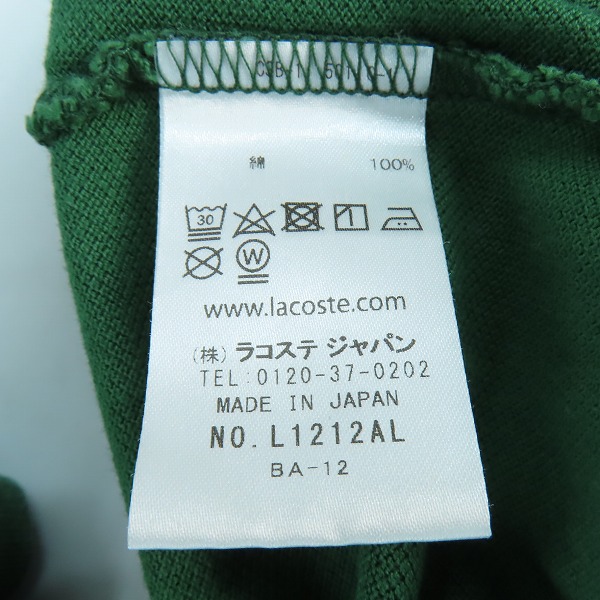 綿 100%
30
W
www.lacoste.com
(株) ラコステ ジャパン
TEL:0120-37-0202
MADE IN JAPAN
NO. L1212AL
BA-12